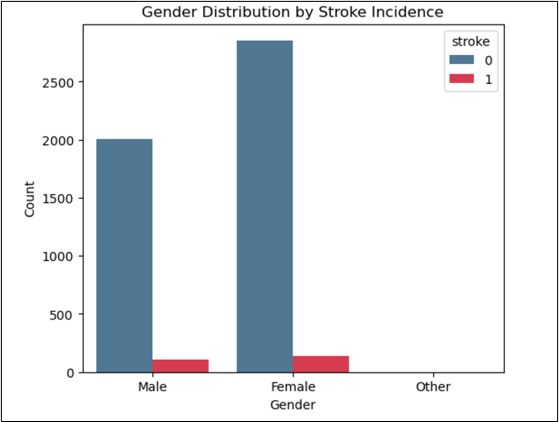 Gender Distribution by Stroke Incidence
stroke
0
1
2500
2000
1500
1000
500
0
Count
Male Female Other
Gender